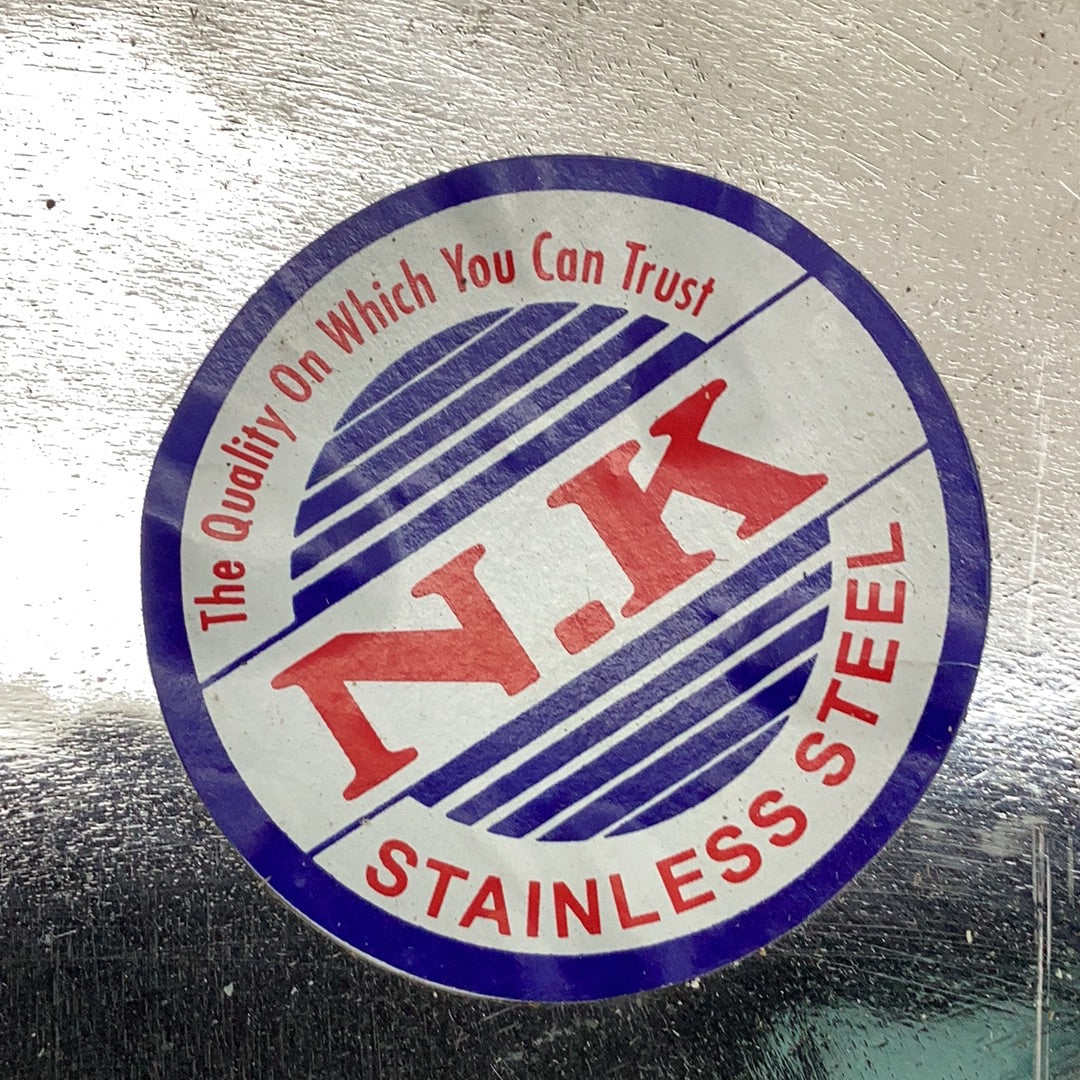 The Quality On Which You Can Trust
N.K
STAINLESS STEEL